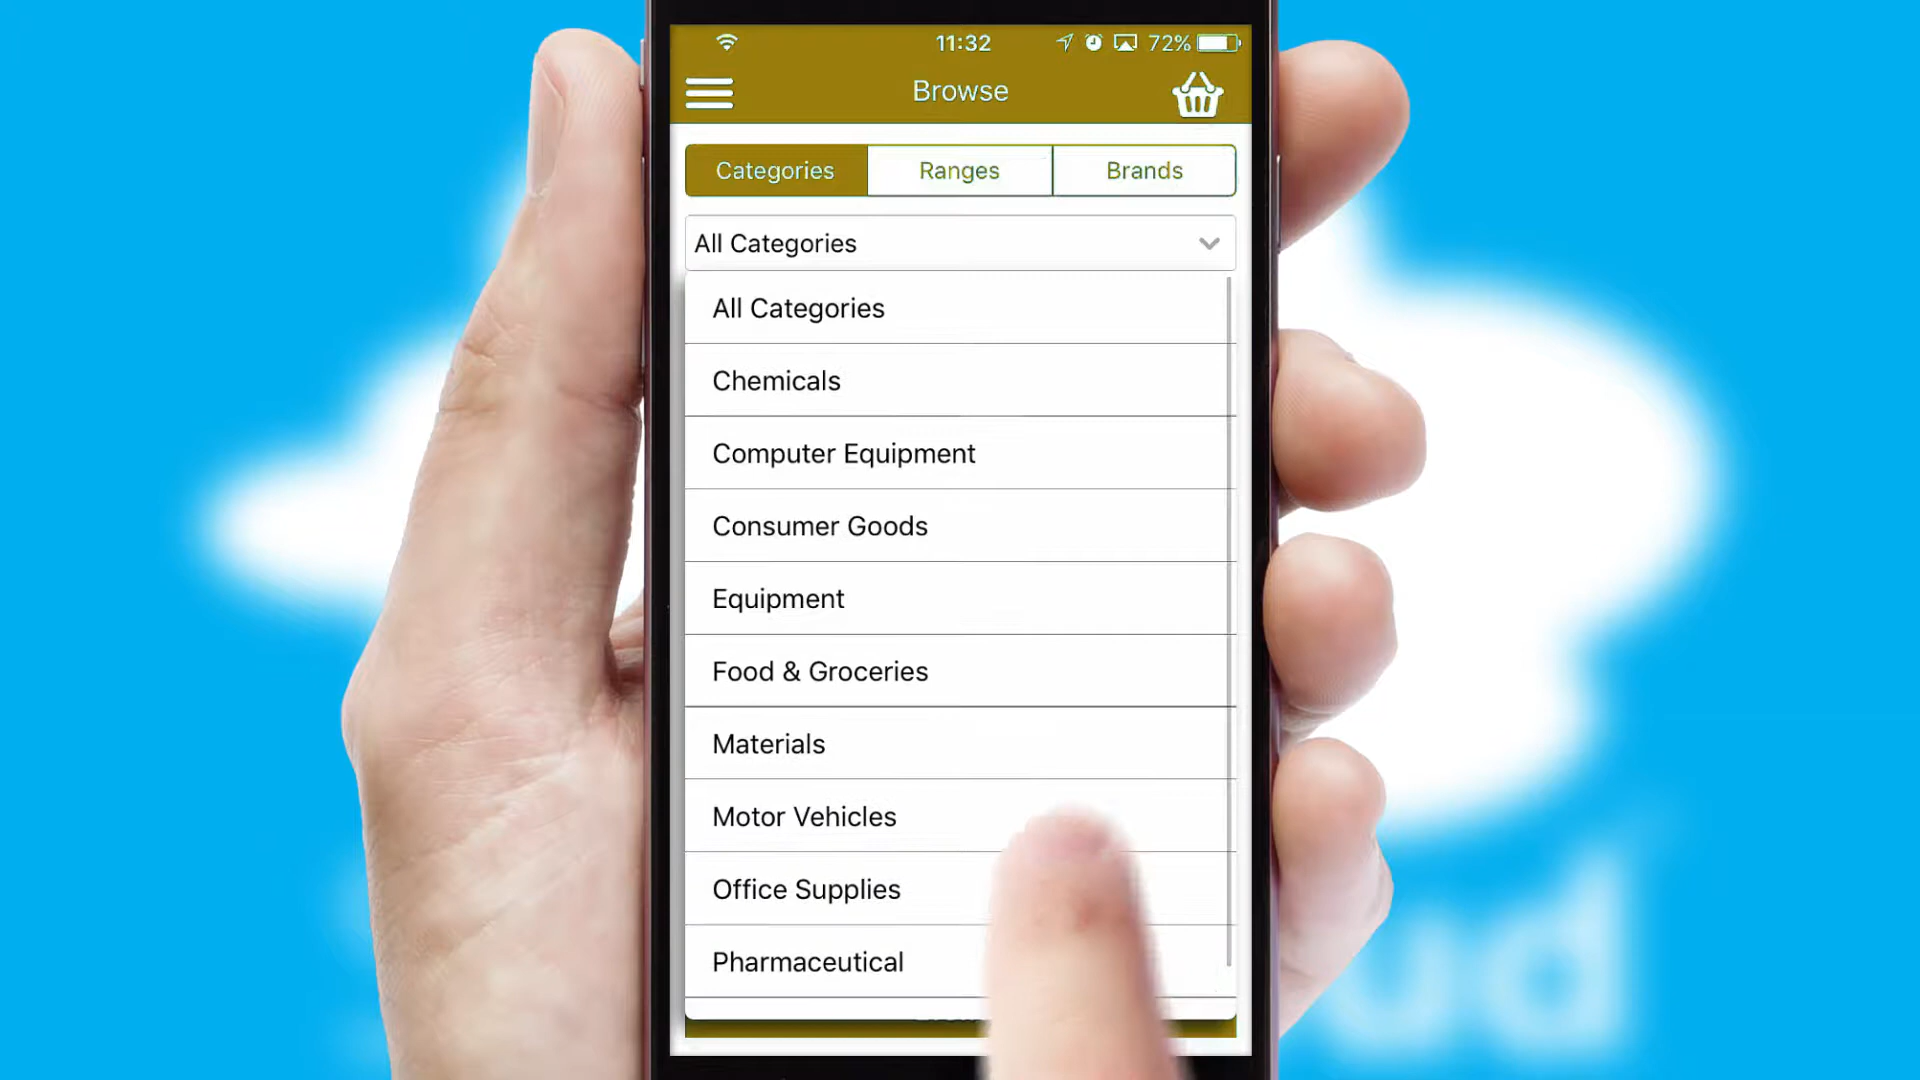 11:32
72%
Browse
Categories
Ranges
Brands
All Categories
All Categories
Chemicals
Computer Equipment
Consumer Goods
Equipment
Food & Groceries
Materials
Motor Vehicles
Office Supplies
Pharmaceutical